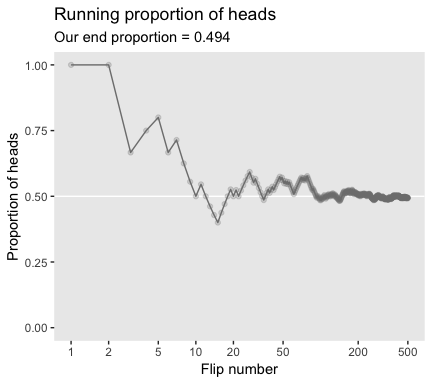 Running proportion of heads
Our end proportion = 0.494
Proportion of heads
1.00
0.75
0.50
0.25
0.00
1 2 5 10 20 50 200 500
Flip number